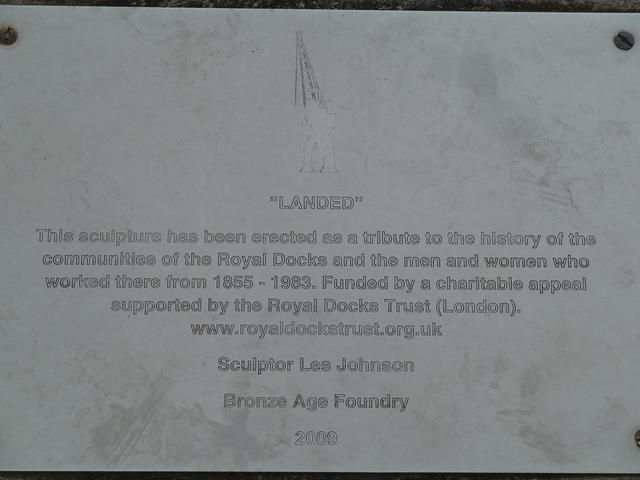 “LANDED”
This sculpture has been erected as a tribute to the history of the
communities of the Royal Docks and the men and women who
worked there from 1855 - 1983. Funded by a charitable appeal
supported by the Royal Docks Trust (London).
www.royaldockstrust.org.uk
Sculptor Les Johnson
Bronze Age Foundry
2009